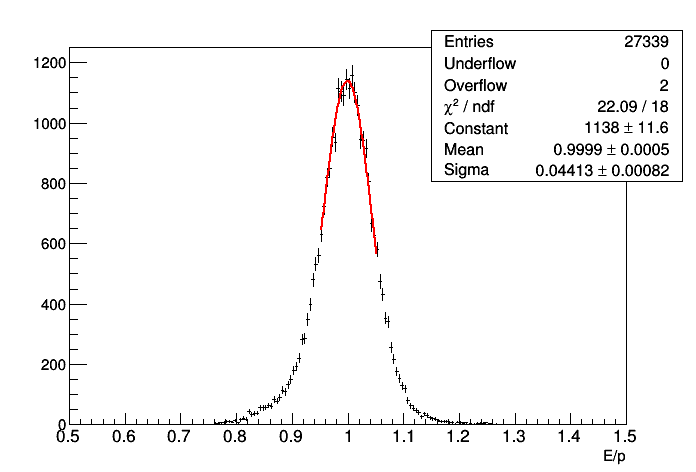 Entries 27339
Underflow 0
Overflow 2
χ² / ndf 22.09 / 18
Constant 1138 ± 11.6
Mean 0.9999 ± 0.0005
Sigma 0.04413 ± 0.00082
1200
1000
800
600
400
200
0
0.5 0.6 0.7 0.8 0.9 1 1.1 1.2 1.3 1.4 1.5
E/p